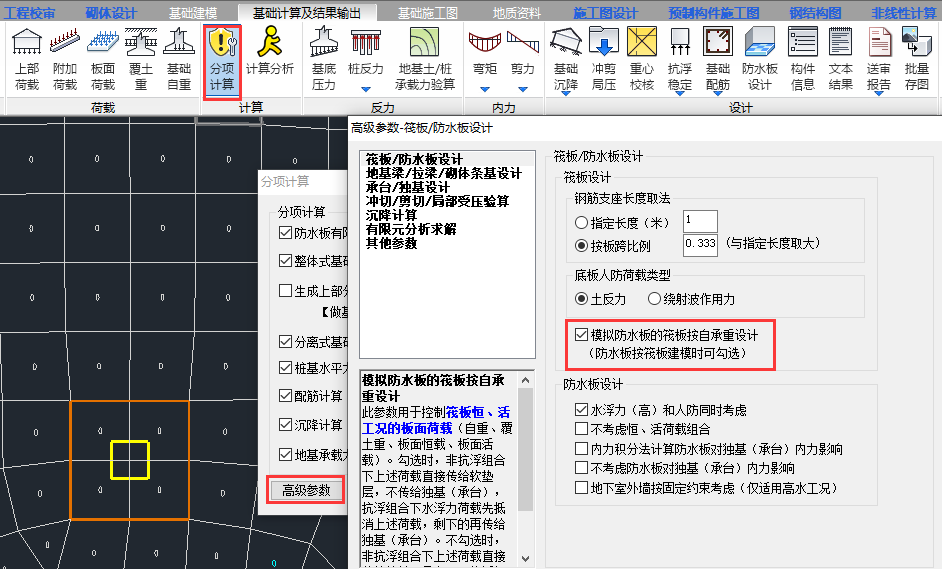 工程校审 砌体设计 基础建模 基础计算及结果输出 基础施工图 地质资料 施工图设计 预制构件施工图 钢结构图 非线性计算
上部 附加 板面 覆土 基础 分项 计算分析 基底 桩反力 地基土/桩 弯矩 剪力 基础 冲剪 重心 抗浮 基础 防水板 构件 文本 送审 批量
荷载 荷载 荷载 重 自重 计算 压力 承载力验算 沉降 局压 校核 稳定 配筋 设计 信息 结果 报告 存图
荷载 计算 反力 内力 设计
分项计算
分项计算
防水板有限
整体式基础
生成上部分
【做基
分离式基础
桩基水平力
配筋计算
沉降计算
地基承载力
高级参数
高级参数-筏板/防水板设计
筏板/防水板设计
地基梁/拉梁/砌体条基设计
承台/独基设计
冲切/剪切/局部受压验算
沉降计算
有限元分析求解
其他参数
模拟防水板的筏板按自承
重设计
此参数用于控制筏板恒、活
工况的板面荷载（自重、覆
土重、板面恒载、板面活
载）。勾选时，非抗浮组合
下上述荷载直接传给软垫
层，不传给独基（承台），
抗浮组合下水浮力荷载先抵
消上述荷载，剩下的再传给
独基（承台）。不勾选时，
非抗浮组合下上述荷载直接
筏板/防水板设计
筏板设计
钢筋支座长度取法
指定长度（米） 1
按板跨比例 0.333 (与指定长度取大)
底板人防荷载类型
土反力 绕射波作用力
模拟防水板的筏板按自承重设计
（防水板按筏板建模时可勾选）
防水板设计
水浮力（高）和人防同时考虑
不考虑恒、活荷载组合
内力积分法计算防水板对独基（承台）内力影响
不考虑防水板对独基（承台）内力影响
地下室外墙按固定约束考虑（仅适用高水工况）